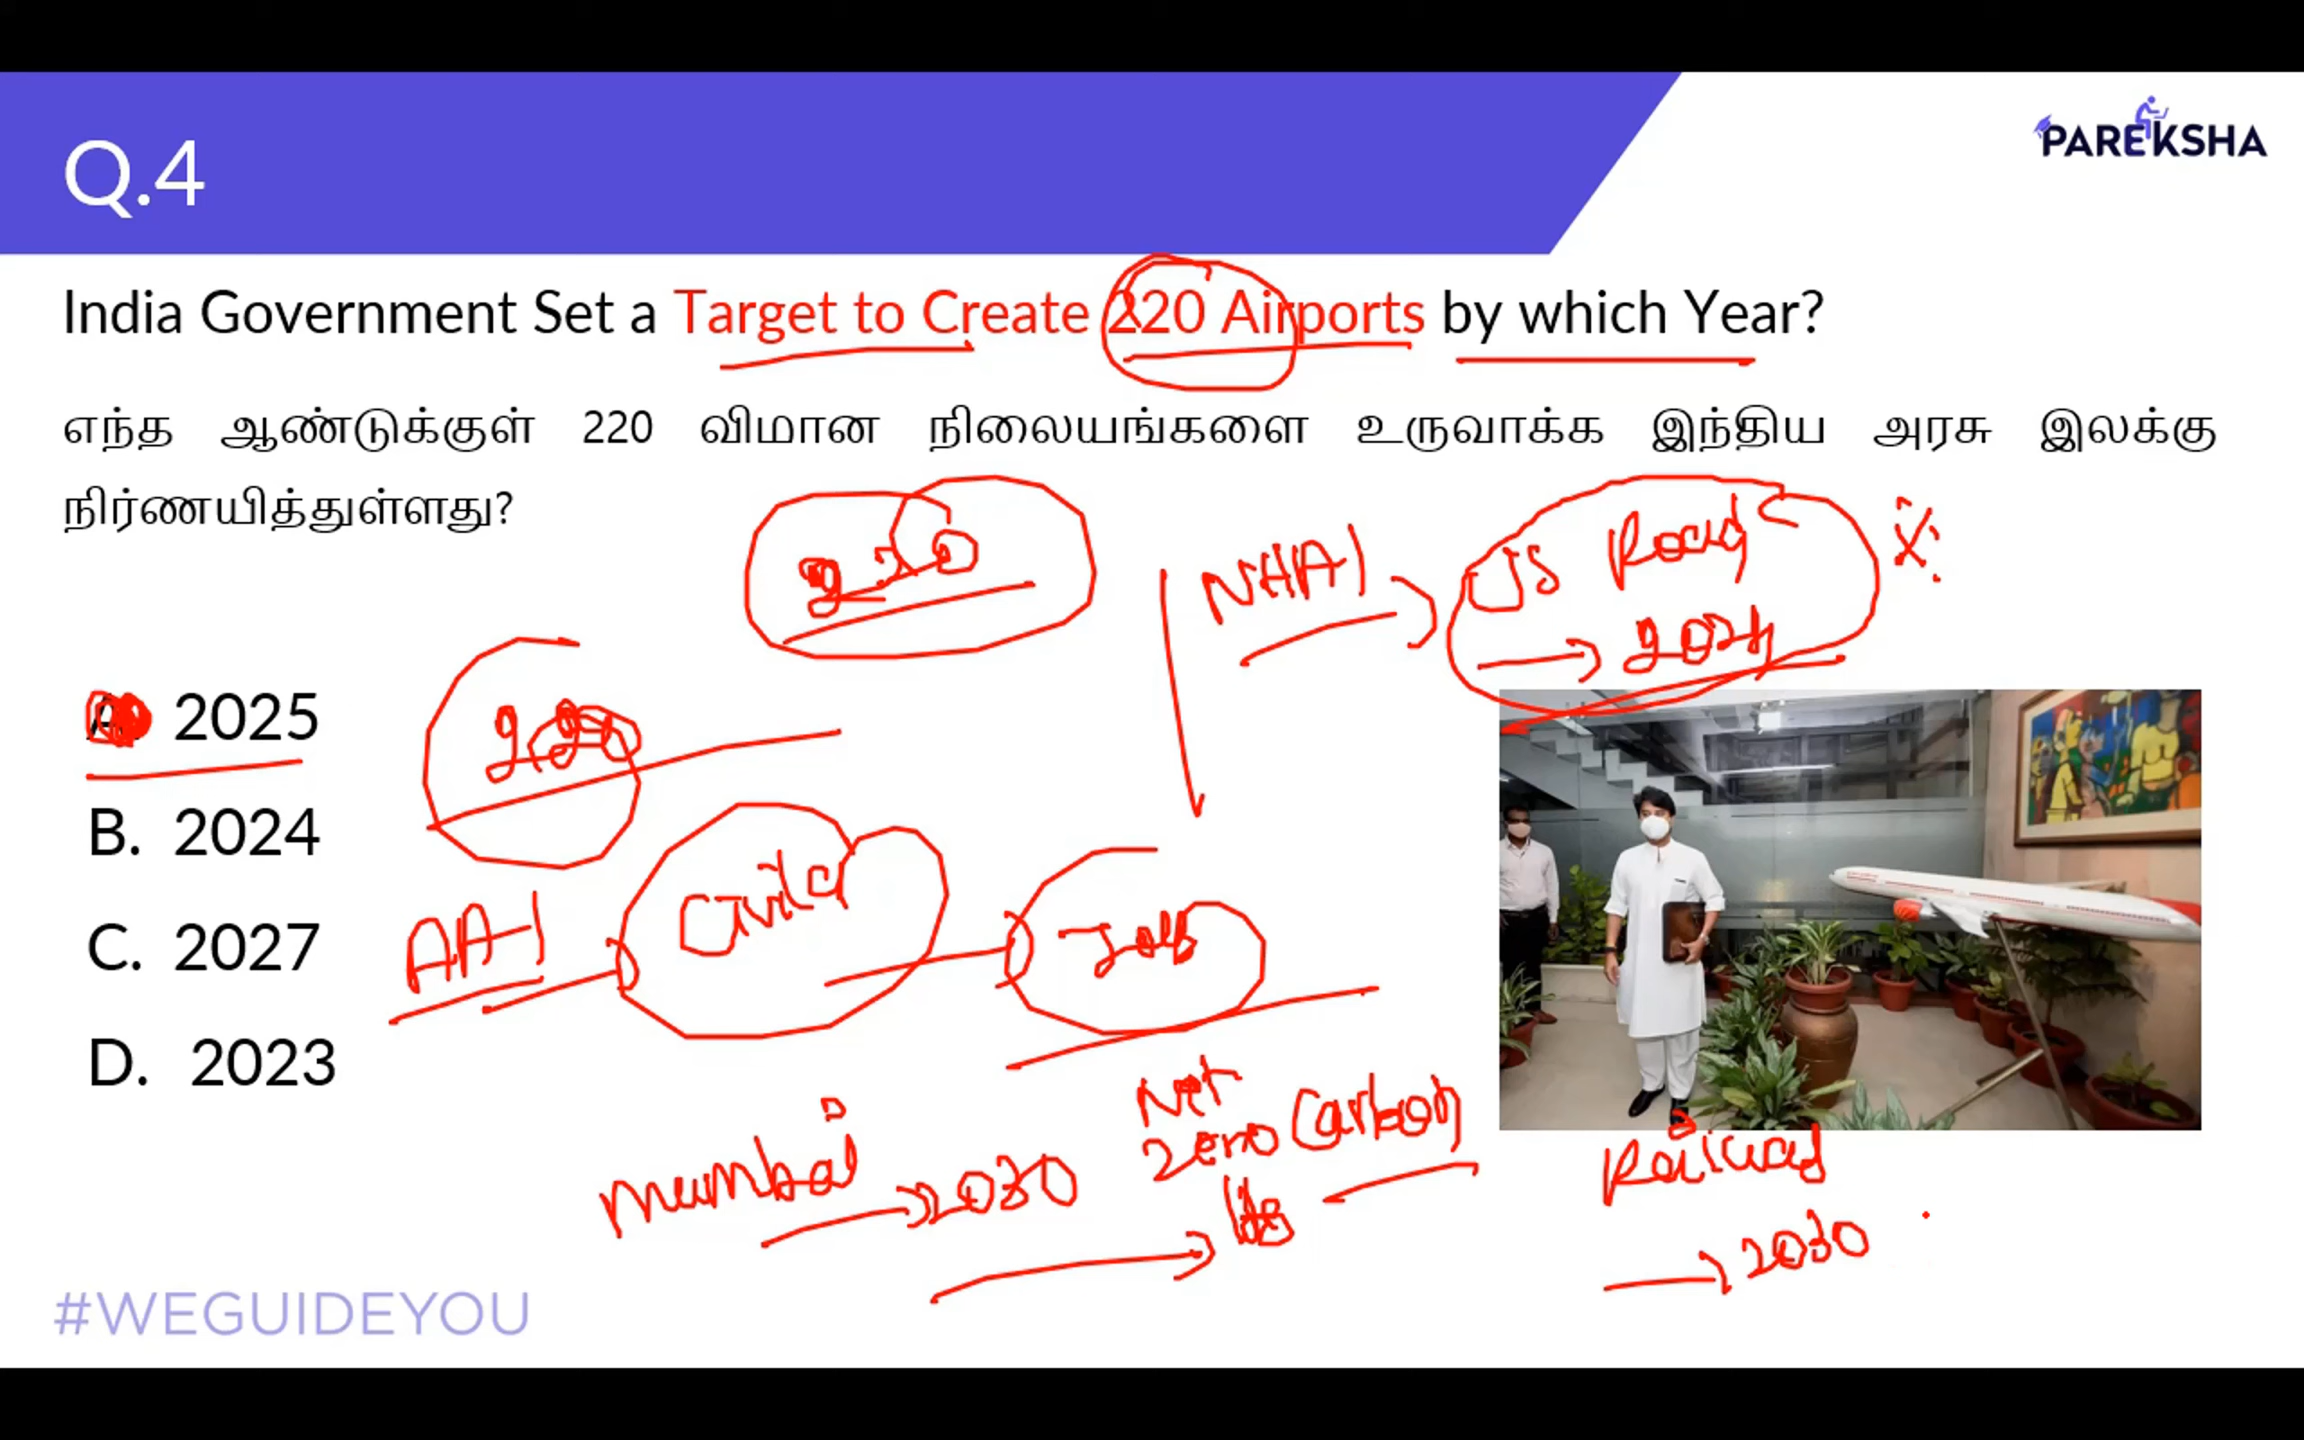 Q.4
PAREKSHA
India Government Set a Target to Create 220 Airports by which Year?
எந்த ஆண்டுக்குள் 220 விமான நிலையங்களை உருவாக்க இந்திய அரசு இலக்கு
நிர்ணயித்துள்ளது?
220
NHAI
US Road
2024
A. 2025
B. 2024
C. 2027
D. 2023
AAI
Mumbai
2030
Net
Zero Carbon
Railroad
2030
#WEGUIDEYOU